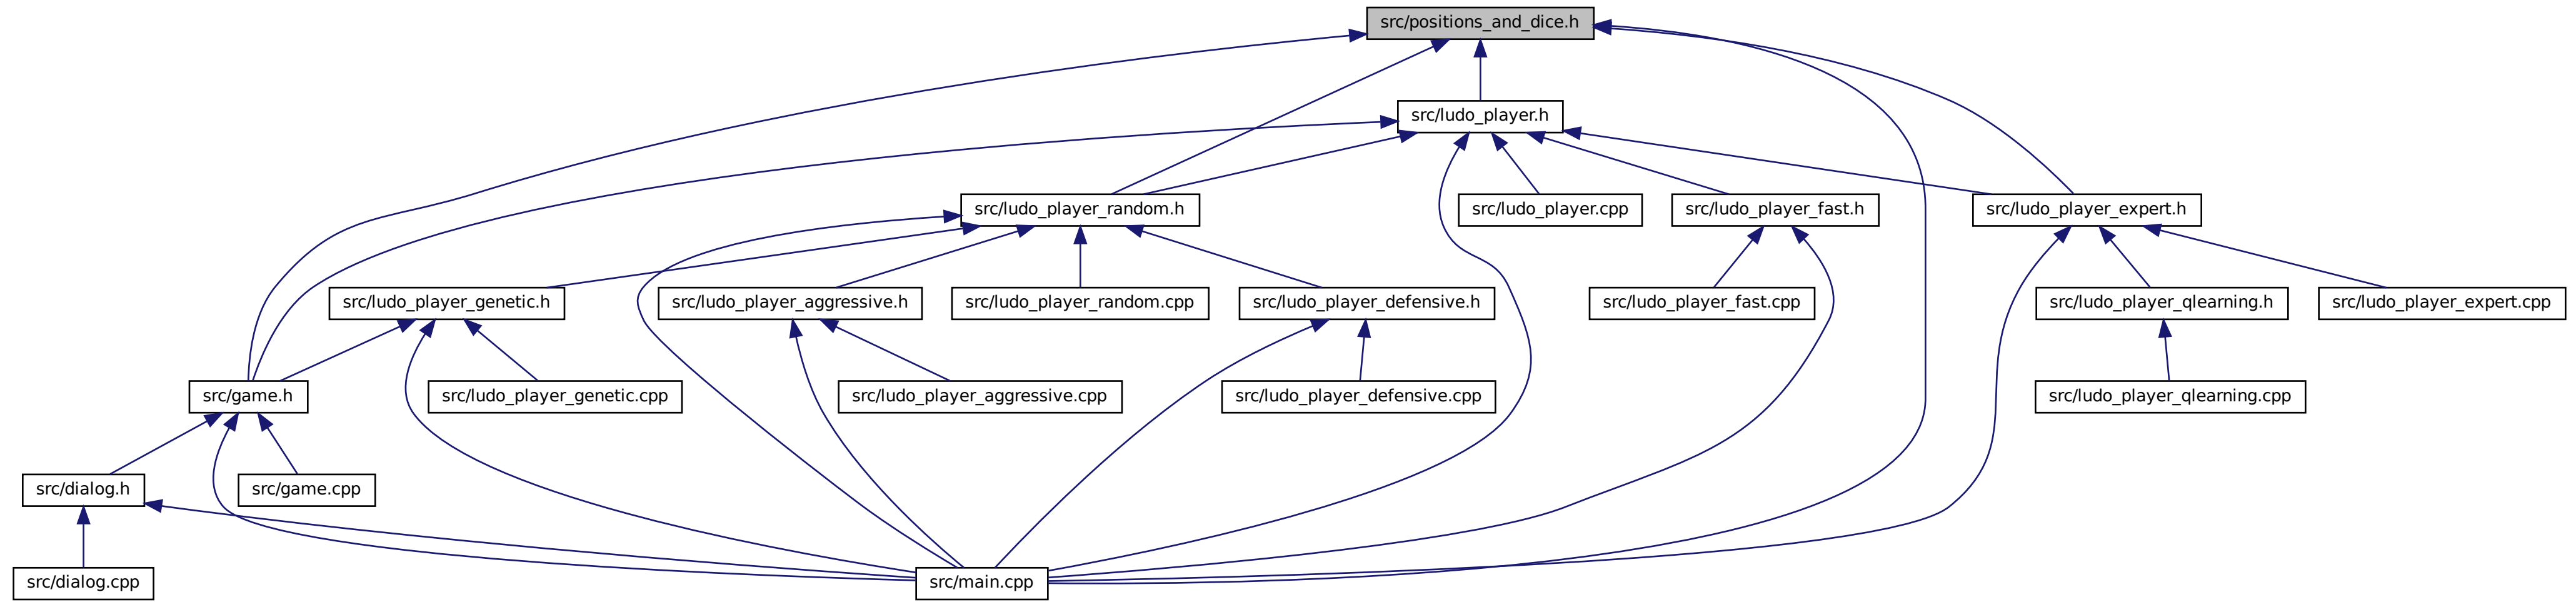 src/positions_and_dice.h
src/ludo_player.h
src/ludo_player_random.h
src/ludo_player.cpp
src/ludo_player_fast.h
src/ludo_player_expert.h
src/ludo_player_genetic.h
src/ludo_player_aggressive.h
src/ludo_player_random.cpp
src/ludo_player_defensive.h
src/ludo_player_fast.cpp
src/ludo_player_qlearning.h
src/ludo_player_expert.cpp
src/game.h
src/ludo_player_genetic.cpp
src/ludo_player_aggressive.cpp
src/ludo_player_defensive.cpp
src/ludo_player_qlearning.cpp
src/dialog.h
src/game.cpp
src/dialog.cpp
src/main.cpp